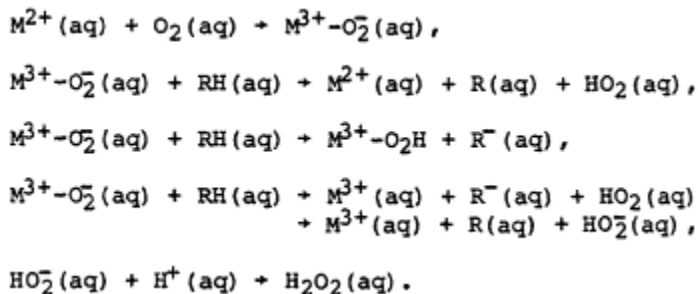 M²⁺(aq) + O₂(aq) → M³⁺-O₂⁻(aq),
M³⁺-O₂⁻(aq) + RH(aq) → M²⁺(aq) + R(aq) + HO₂(aq),
M³⁺-O₂⁻(aq) + RH(aq) → M³⁺-O₂H + R⁻(aq),
M³⁺-O₂⁻(aq) + RH(aq) → M³⁺(aq) + R⁻(aq) + HO₂(aq)
→ M³⁺(aq) + R(aq) + HO₂⁻(aq),
HO₂⁻(aq) + H⁺(aq) → H₂O₂(aq).